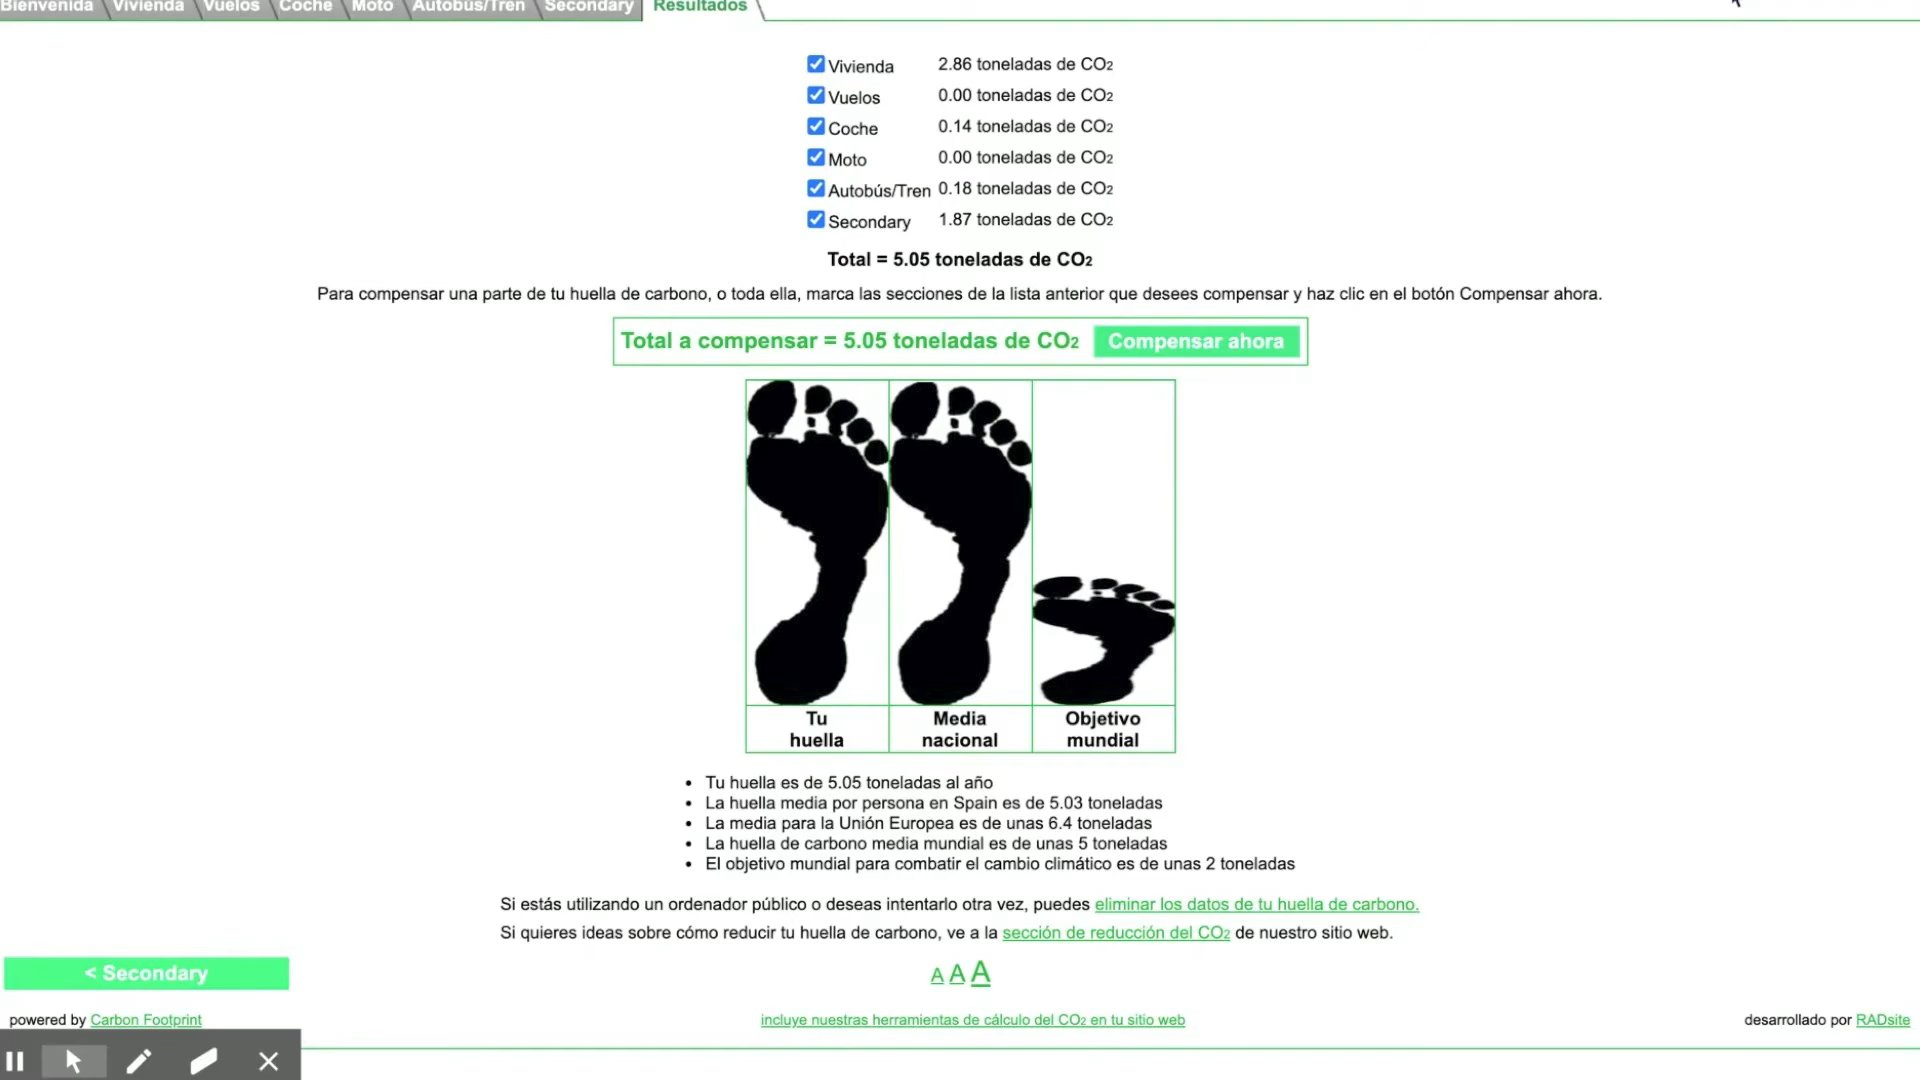 Bienvenida Vivienda Vuelos Coche Moto Autobús/Tren Secondary Resultados
Vivienda 2.86 toneladas de CO2
Vuelos 0.00 toneladas de CO2
Coche 0.14 toneladas de CO2
Moto 0.00 toneladas de CO2
Autobús/Tren 0.18 toneladas de CO2
Secondary 1.87 toneladas de CO2
Total = 5.05 toneladas de CO2
Para compensar una parte de tu huella de carbono, o toda ella, marca las secciones de la lista anterior que desees compensar y haz clic en el botón Compensar ahora.
Total a compensar = 5.05 toneladas de CO2 Compensar ahora
Tu huella
Media nacional
Objetivo mundial
• Tu huella es de 5.05 toneladas al año
• La huella media por persona en Spain es de 5.03 toneladas
• La media para la Unión Europea es de unas 6.4 toneladas
• La huella de carbono media mundial es de unas 5 toneladas
• El objetivo mundial para combatir el cambio climático es de unas 2 toneladas
Si estás utilizando un ordenador público o deseas intentarlo otra vez, puedes eliminar los datos de tu huella de carbono.
Si quieres ideas sobre cómo reducir tu huella de carbono, ve a la sección de reducción del CO2 de nuestro sitio web.
< Secondary
A A A
powered by Carbon Footprint
incluye nuestras herramientas de cálculo del CO2 en tu sitio web
desarrollado por RADsite